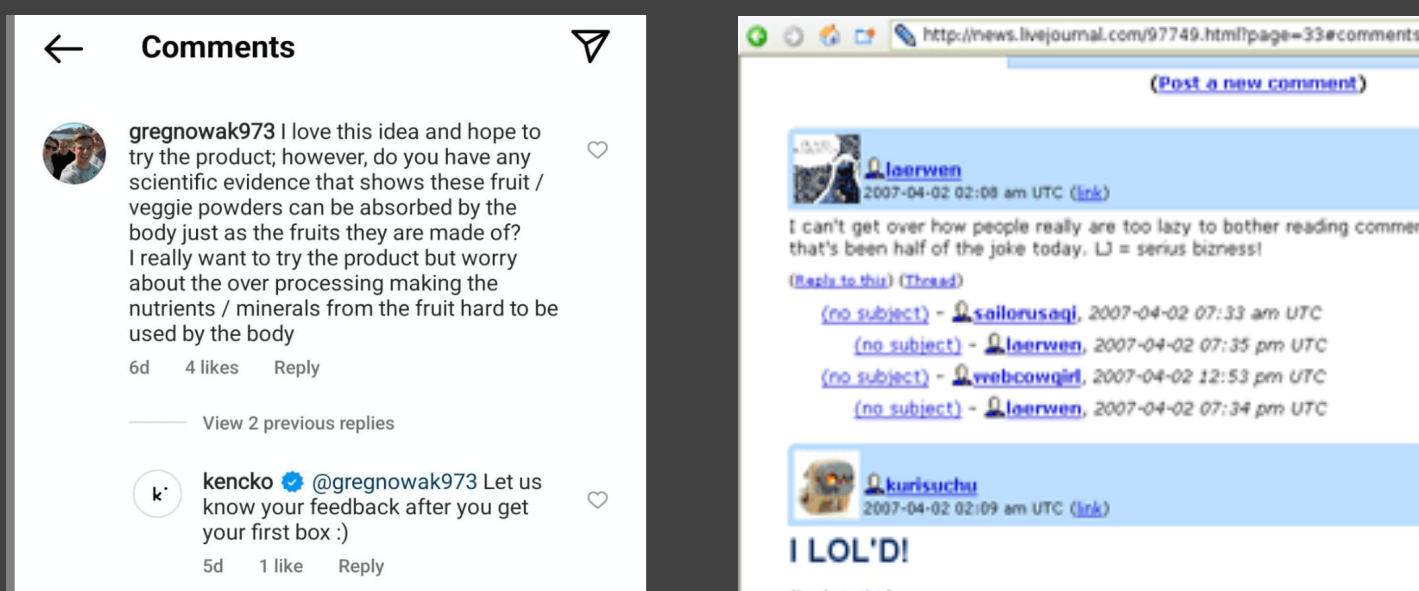 Comments
gregnowak973 I love this idea and hope to
try the product; however, do you have any
scientific evidence that shows these fruit /
veggie powders can be absorbed by the
body just as the fruits they are made of?
I really want to try the product but worry
about the over processing making the
nutrients / minerals from the fruit hard to be
used by the body
6d 4 likes Reply
View 2 previous replies
k
kencko @gregnowak973 Let us
know your feedback after you get
your first box :)
5d 1 like Reply
http://news.livejournal.com/97749.html?page=33#comments
(Post a new comment)
laerwen
2007-04-02 02:08 am UTC (link)
I can't get over how people really are too lazy to bother reading commen
that's been half of the joke today. LJ = serius bizness!
(Reply to this) (Thread)
(no subject) - sailorusagi, 2007-04-02 07:33 am UTC
(no subject) - laerwen, 2007-04-02 07:35 pm UTC
(no subject) - webcowgirl, 2007-04-02 12:53 pm UTC
(no subject) - laerwen, 2007-04-02 07:34 pm UTC
kurisuchu
2007-04-02 02:09 am UTC (link)
I LOL'D!